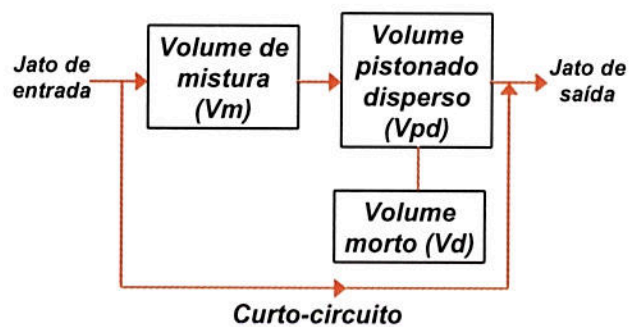 Jato de
entrada
Volume de
mistura
(Vm)
Volume
pistonado
disperso
(Vpd)
Jato de
saída
Volume
morto (Vd)
Curto-circuito